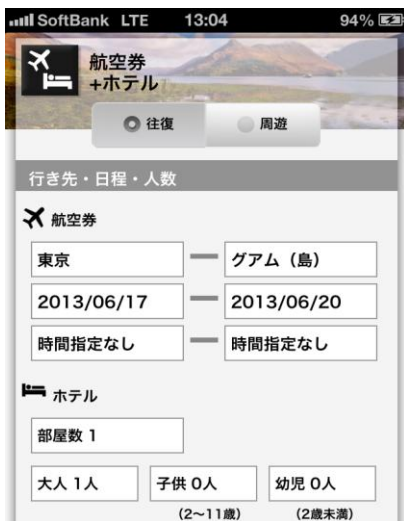 SoftBank LTE 13:04 94%
航空券
+ホテル
往復 周遊
行き先・日程・人数
航空券
東京 グアム（島）
2013/06/17 2013/06/20
時間指定なし 時間指定なし
ホテル
部屋数 1
大人 1人 子供 0人 幼児 0人
(2〜11歳) (2歳未満)